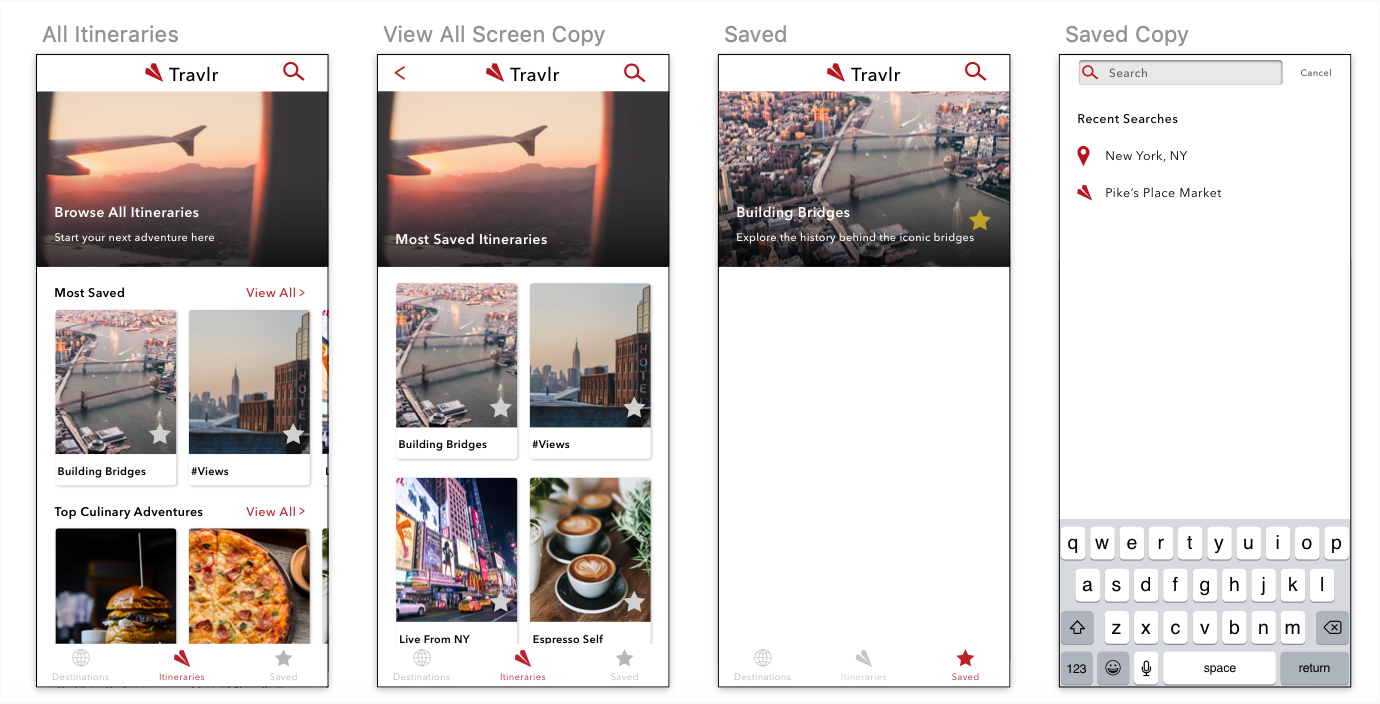 All Itineraries
Travlr
Browse All Itineraries
Start your next adventure here
Most Saved
View All >
Building Bridges
#Views
Top Culinary Adventures
View All >
Destinations
Itineraries
Saved
View All Screen Copy
<
Travlr
Most Saved Itineraries
HOTEL
Building Bridges
#Views
Live From NY
Espresso Self
Destinations
Itineraries
Saved
Saved
Travlr
Building Bridges
Explore the history behind the iconic bridges
Destinations
Itineraries
Saved
Saved Copy
Search
Cancel
Recent Searches
New York, NY
Pike's Place Market
q w e r t y u i o p
a s d f g h j k l
z x c v b n m
123 space return